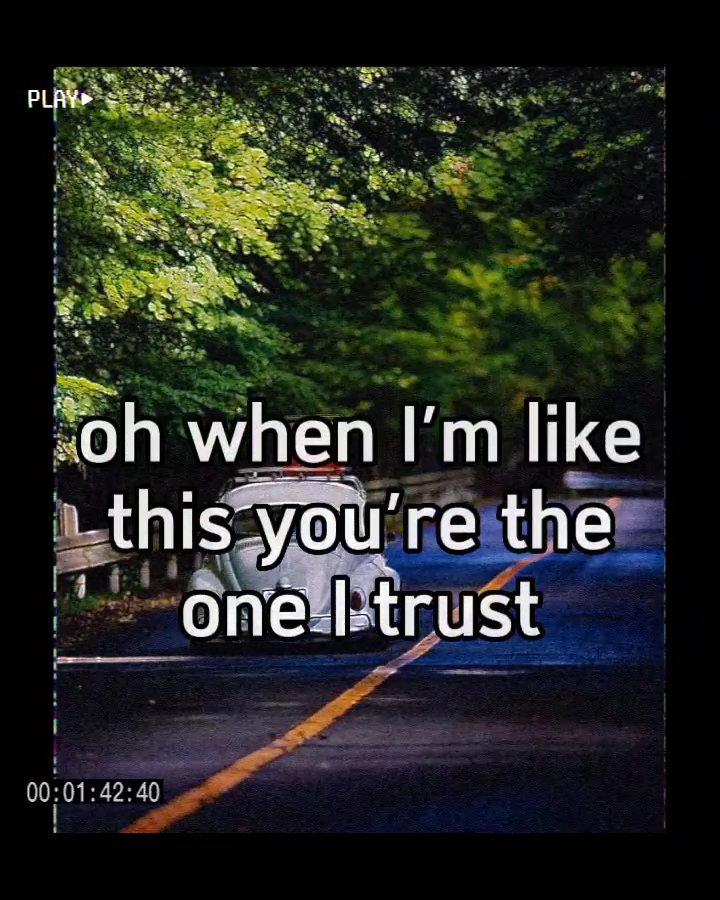 PLAY▶
oh when I'm like
this you're the
one I trust
00:01:42:40